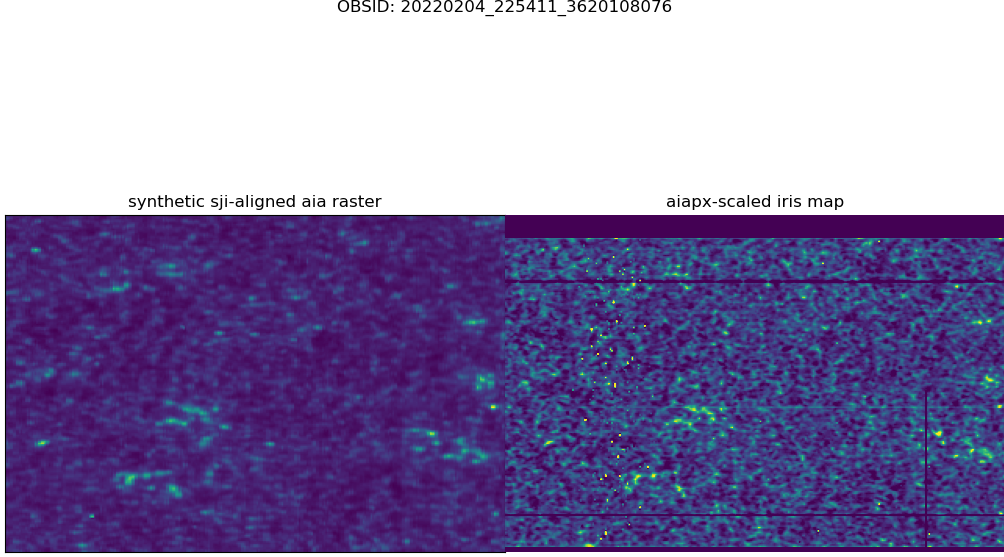 OBSID: 20220204_225411_3620108076
synthetic sji-aligned aia raster
aiapx-scaled iris map